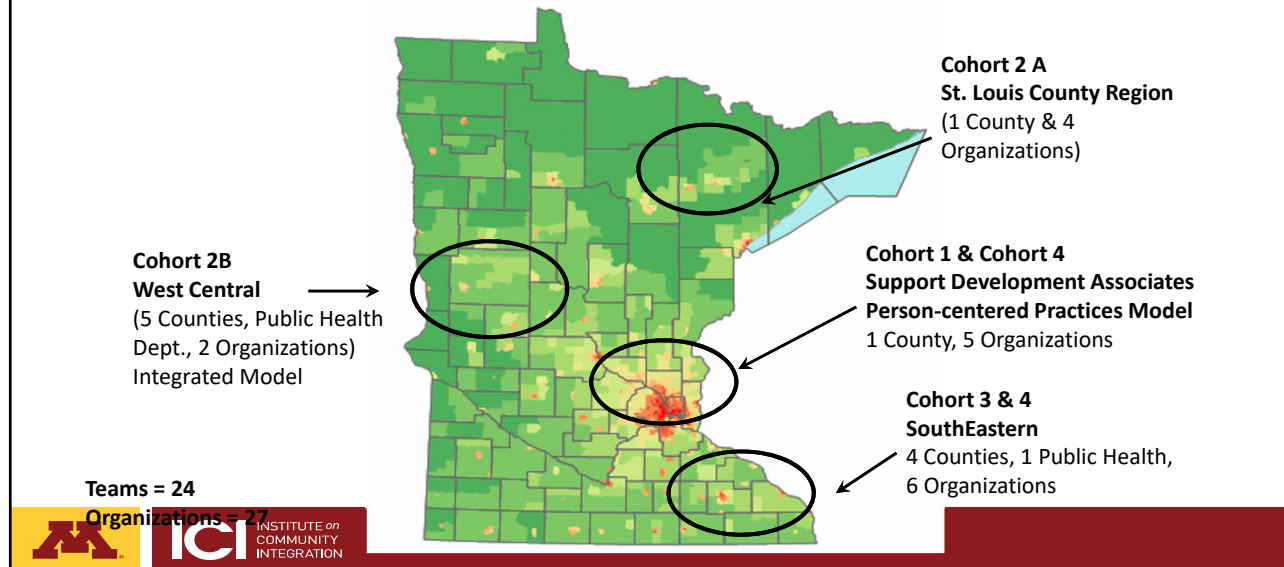 Cohort 2 A
St. Louis County Region
(1 County & 4
Organizations)
Cohort 2B
West Central
(5 Counties, Public Health
Dept., 2 Organizations)
Integrated Model
Cohort 1 & Cohort 4
Support Development Associates
Person-centered Practices Model
1 County, 5 Organizations
Cohort 3 & 4
SouthEastern
4 Counties, 1 Public Health,
6 Organizations
Teams = 24
Organizations = 27
M
ICI
INSTITUTE on
COMMUNITY
INTEGRATION